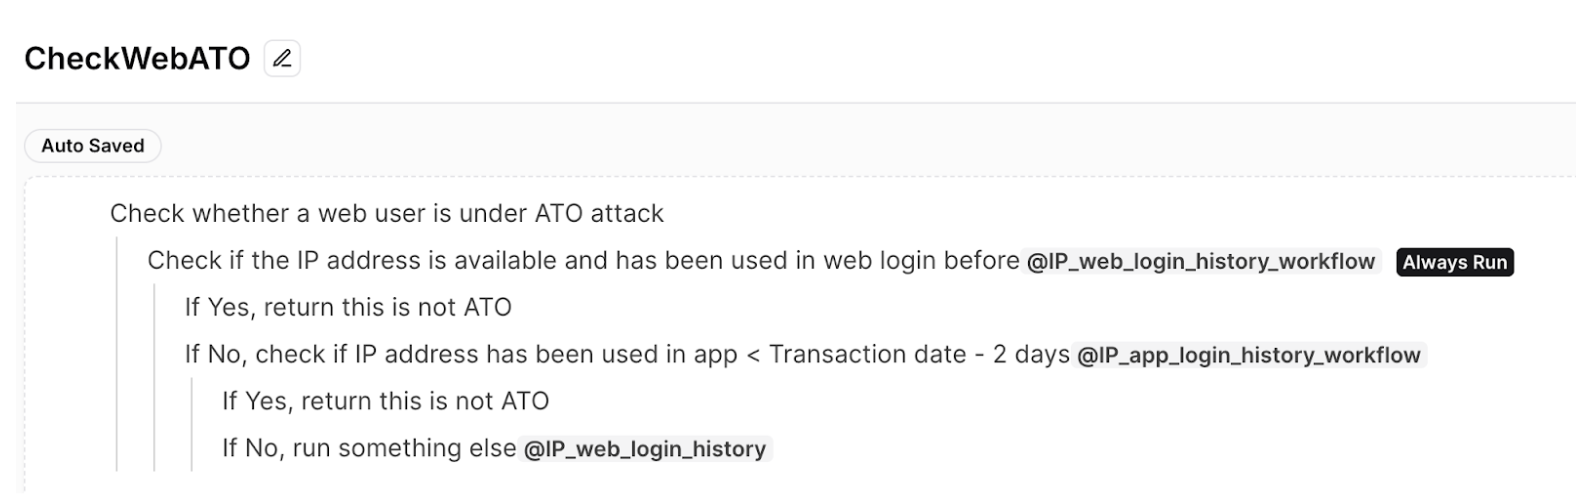 CheckWebATO
Auto Saved
Check whether a web user is under ATO attack
Check if the IP address is available and has been used in web login before @IP_web_login_history_workflow Always Run
If Yes, return this is not ATO
If No, check if IP address has been used in app < Transaction date - 2 days @IP_app_login_history_workflow
If Yes, return this is not ATO
If No, run something else @IP_web_login_history